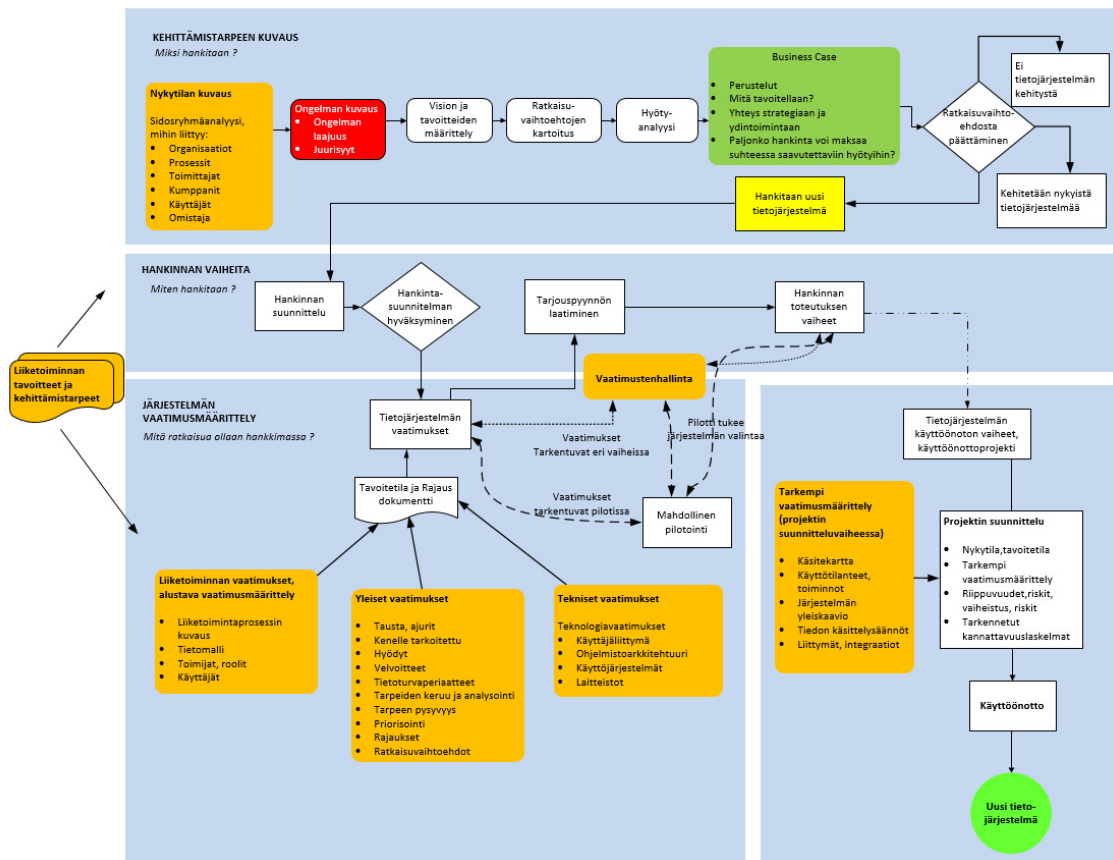 KEHITTÄMISTARPEEN KUVAUS
Miksi hankitaan ?
Nykytilan kuvaus
Sidosryhmäanalyysi,
mihin liittyy:
• Organisaatiot
• Prosessit
• Toimittajat
• Kumppanit
• Käyttäjät
• Omistaja
Ongelman kuvaus
• Ongelman
laajuus
• Juurisyyt
Vision ja
tavoitteiden
määrittely
Ratkaisu-
vaihtoehtojen
kartoitus
Hyöty-
analyysi
Business Case
• Perustelut
• Mitä tavoitellaan?
• Yhteys strategiaan ja
ydintoimintaan
• Paljonko hankinta voi maksaa
suhteessa saavutettaviin hyötyihin?
Ratkaisuvaihto-
ehdosta
päättäminen
Ei
tietojärjestelmän
kehitystä
Kehitetään nykyistä
tietojärjestelmää
Hankitaan uusi
tietojärjestelmä
HANKINNAN VAIHEITA
Miten hankitaan ?
Hankinnan
suunnittelu
Hankinta-
suunnitelman
hyväksyminen
Tarjouspyynnön
laatiminen
Hankinnan
toteutuksen
vaiheet
Liiketoiminnan
tavoitteet ja
kehittämistarpeet
Vaatimustenhallinta
JÄRJESTELMÄN
VAATIMUSMÄÄRITTELY
Mitä ratkaisua ollaan hankkimassa ?
Tietojärjestelmän
vaatimukset
Vaatimukset
Tarkentuvat eri vaiheissa
Pilotti tukee
järjestelmän valintaa
Vaatimukset
tarkentuvat pilotissa
Mahdollinen
pilotointi
Tavoitetila ja Rajaus
dokumentti
Liiketoiminnan vaatimukset,
alustava vaatimusmäärittely
• Liiketoimintaprosessin
kuvaus
• Tietomalli
• Toimijat, roolit
• Käyttäjät
Yleiset vaatimukset
• Tausta, ajurit
• Kenelle tarkoitettu
• Hyödyt
• Velvoitteet
• Tietoturvaperiaatteet
• Tarpeiden keruu ja analysointi
• Tarpeen pysyvyys
• Priorisointi
• Rajaukset
• Ratkaisuvaihtoehdot
Tekniset vaatimukset
Teknologiavaatimukset
• Käyttäjäliittymä
• Ohjelmistoarkkitehtuuri
• Käyttöjärjestelmät
• Laitteistot
Tietojärjestelmän
käyttöönoton vaiheet,
käyttöönottoprojekti
Tarkempi
vaatimusmäärittely
(projektin
suunnitteluvaiheessa)
• Käsitekartta
• Käyttötilanteet,
toiminnot
• Järjestelmän
yleiskaavio
• Tiedon käsittelysäännöt
• Liittymät, integraatiot
Projektin suunnittelu
• Nykytila,tavoitetila
• Tarkempi
vaatimusmäärittely
• Riippuvuudet,riskit,
vaiheistus, riskit
• Tarkennetut
kannattavuuslaskelmat
Käyttöönotto
Uusi tieto-
järjestelmä